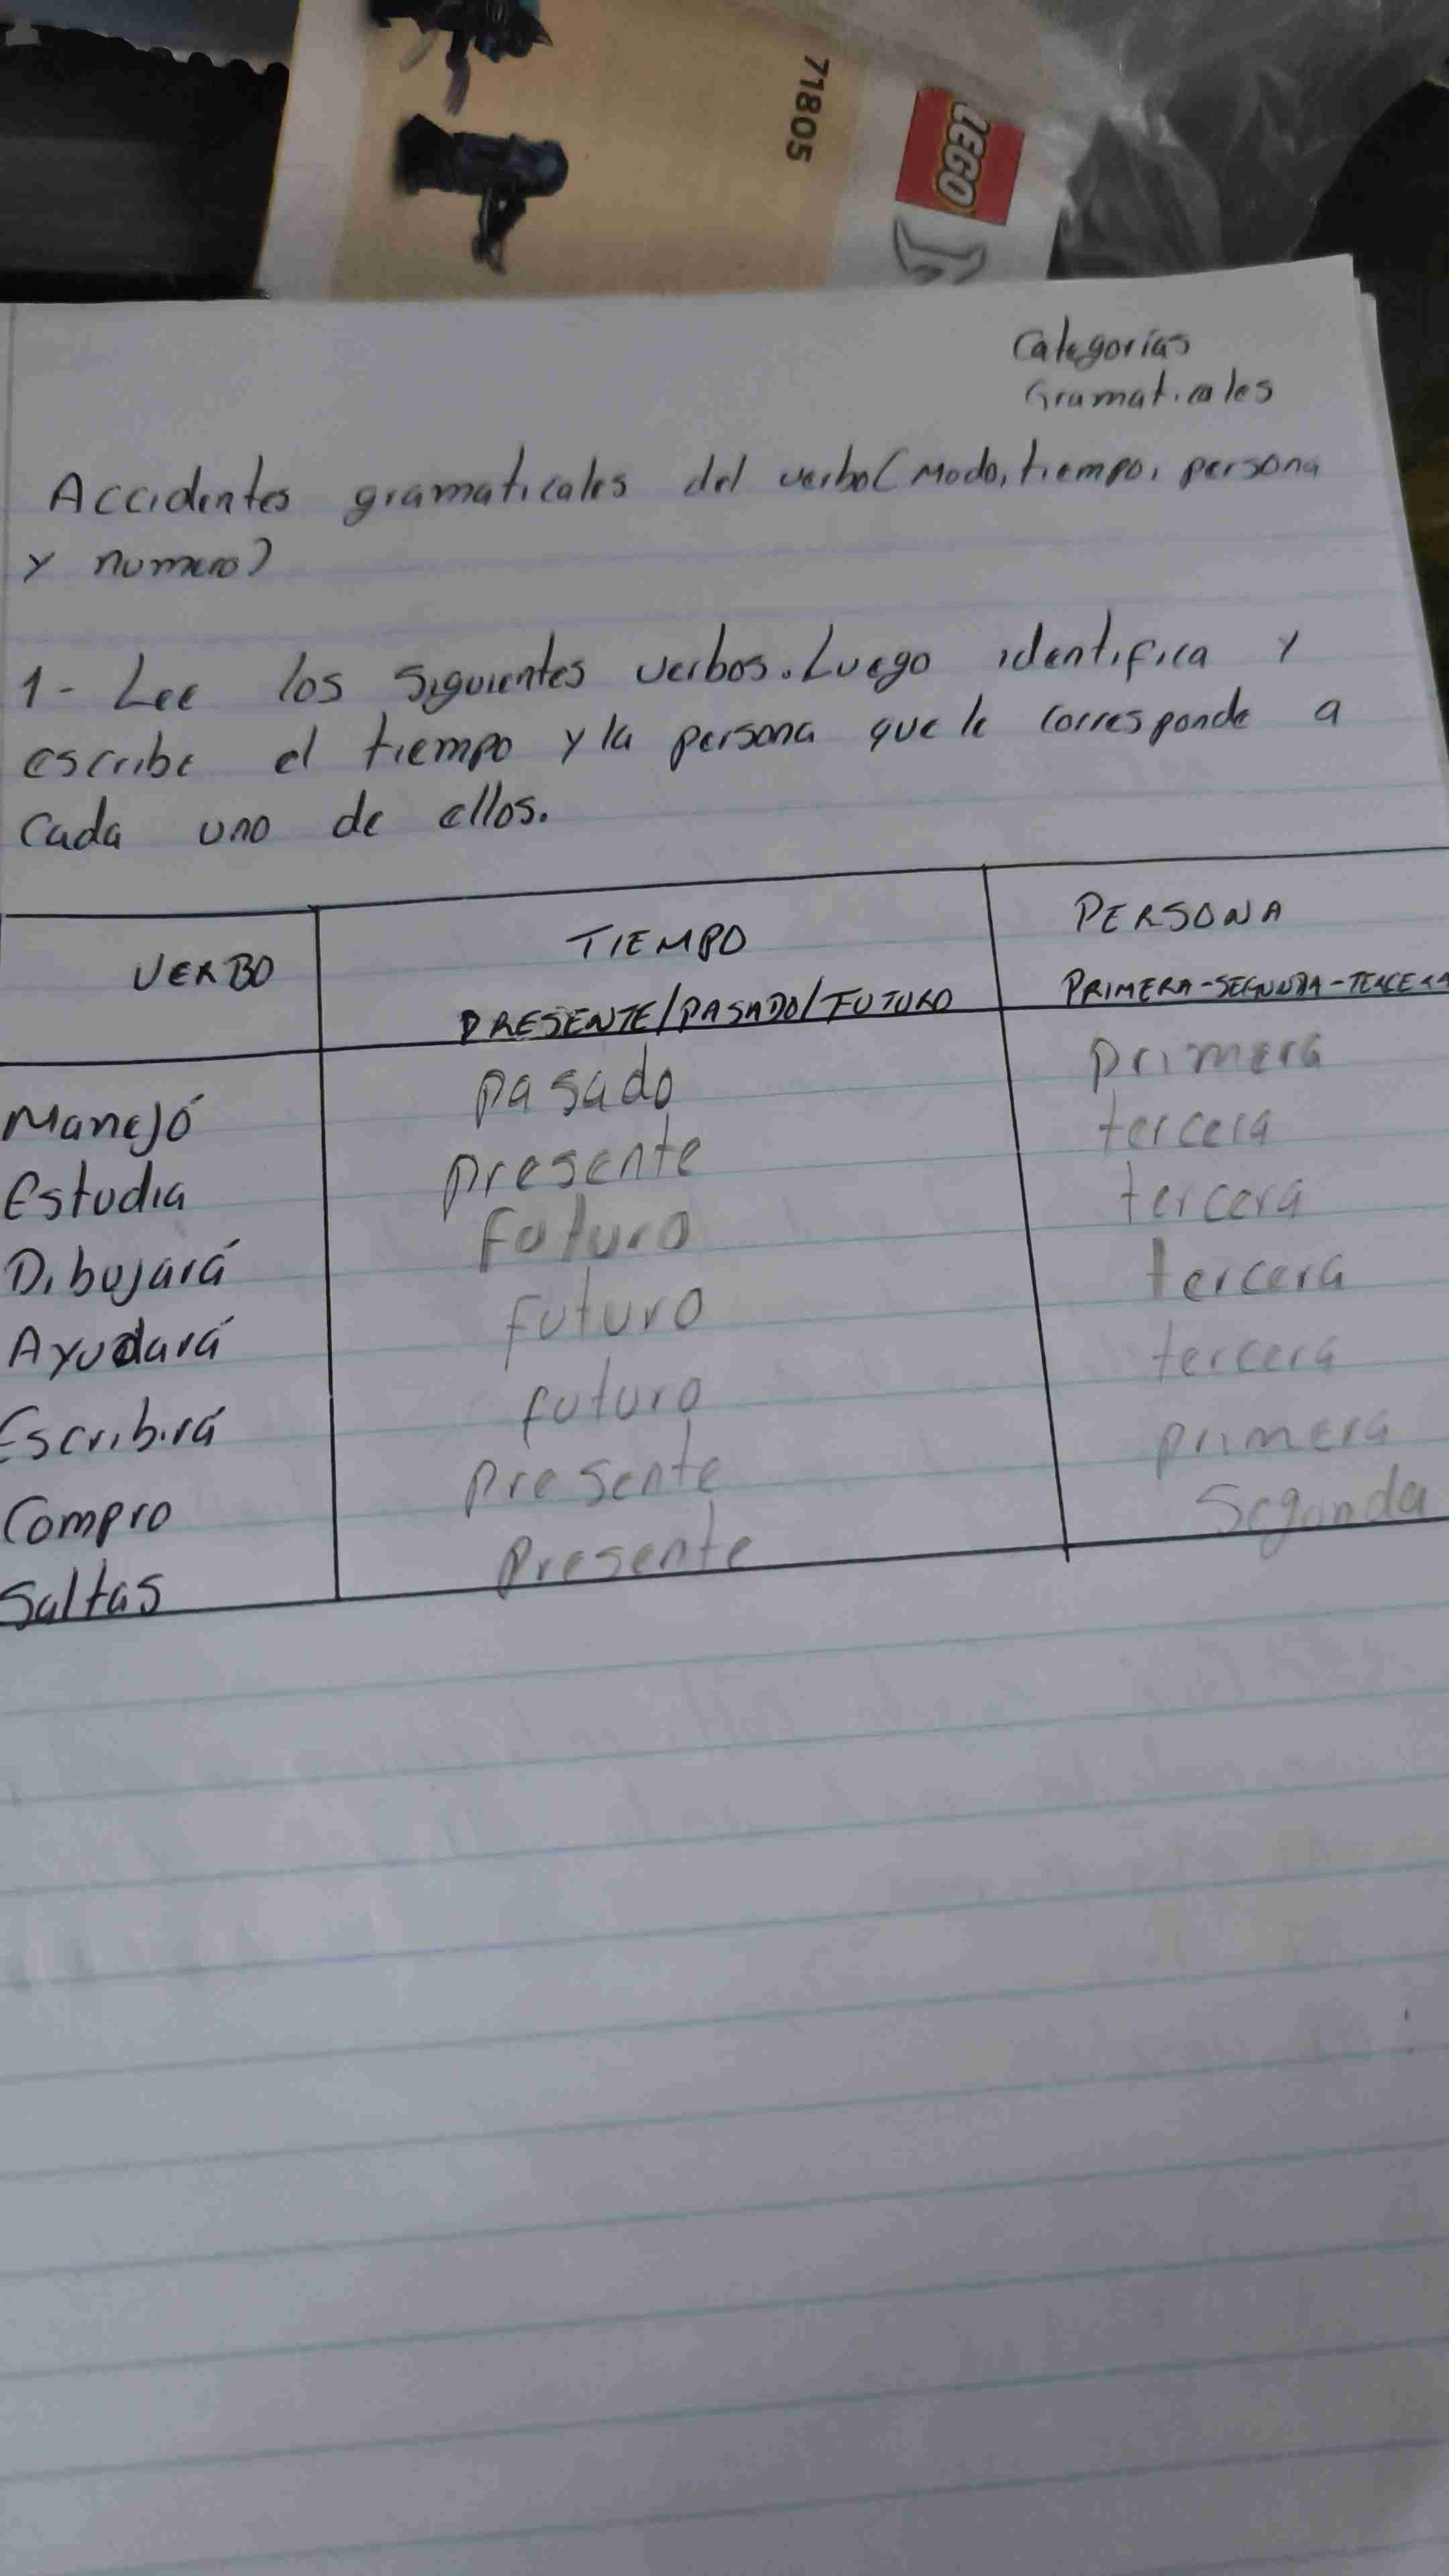 71805
LEGO
Categorías
Gramaticales
Accidentes gramaticales del verbo (Modo, tiempo, persona
y numero)
1- Lee los siguientes verbos. Luego identifica y
escribe el tiempo y la persona que le corresponde a
cada uno de ellos.
VERBO TIEMPO PERSONA
PRESENTE/PASADO/FUTURO PRIMERA-SEGUNDA-TERCERA
Manejó pasado primera
Estudia presente tercera
Dibujará Futuro tercera
Ayudará Futuro tercera
Escribirá futuro tercera
Compro presente primera
Saltas presente Segunda